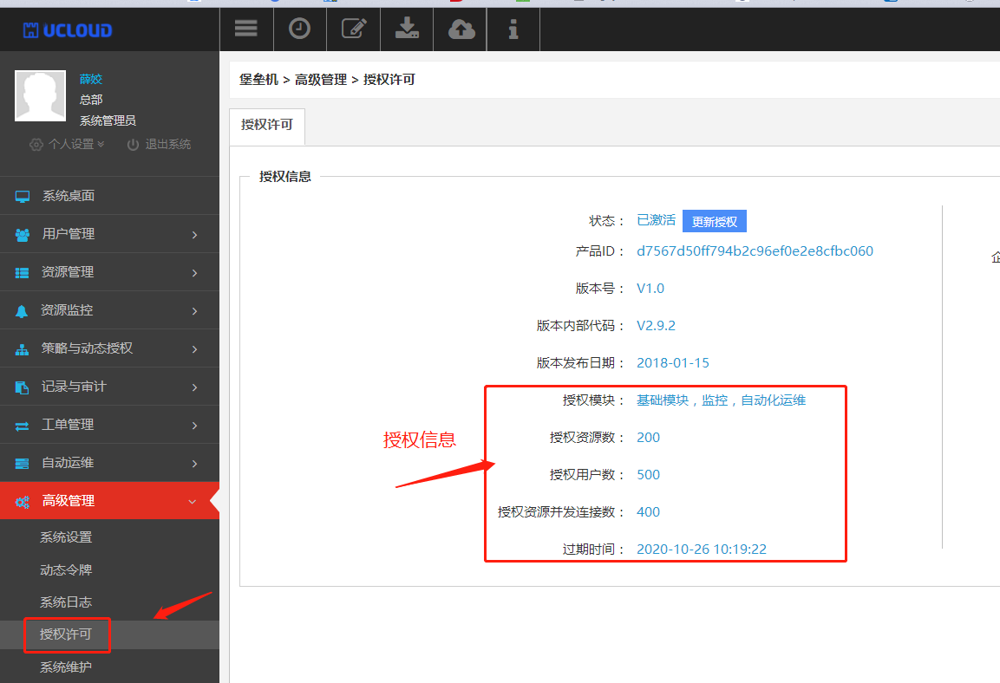 UCLOUD
薛姣
总部
系统管理员
个人设置 退出系统
系统桌面
用户管理
资源管理
资源监控
策略与动态授权
记录与审计
工单管理
自动运维
高级管理
系统设置
动态令牌
系统日志
授权许可
系统维护
堡垒机 > 高级管理 > 授权许可
授权许可
授权信息
状态： 已激活 更新授权
产品ID： d7567d50ff794b2c96ef0e2e8cfbc060
版本号： V1.0
版本内部代码： V2.9.2
版本发布日期： 2018-01-15
授权模块： 基础模块，监控，自动化运维
授权资源数： 200
授权用户数： 500
授权资源并发连接数： 400
过期时间： 2020-10-26 10:19:22
授权信息